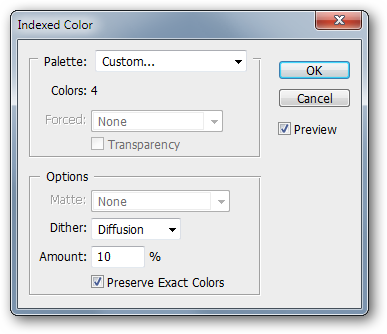 Indexed Color
Palette: Custom...
OK
Colors: 4
Cancel
Forced: None
Preview
Transparency
Options
Matte: None
Dither: Diffusion
Amount: 10 %
Preserve Exact Colors